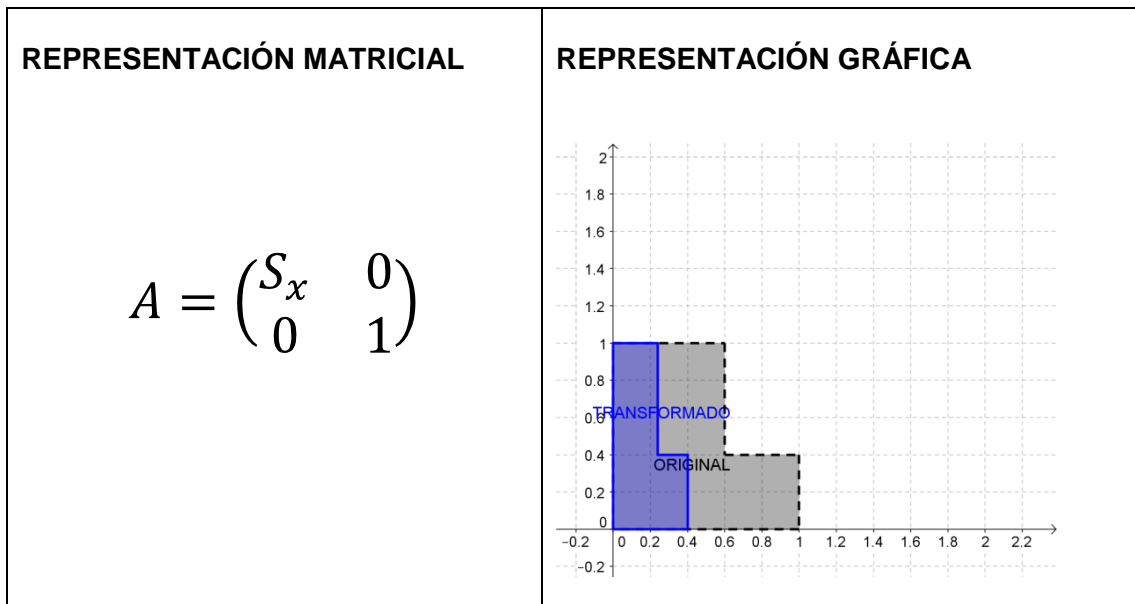 REPRESENTACIÓN MATRICIAL
A = (S_x 0
0 1)
REPRESENTACIÓN GRÁFICA
2
1.8
1.6
1.4
1.2
1
0.8
0.6
TRANSFORMADO
0.4
ORIGINAL
0.2
0
−0.2 0 0.2 0.4 0.6 0.8 1 1.2 1.4 1.6 1.8 2 2.2
−0.2